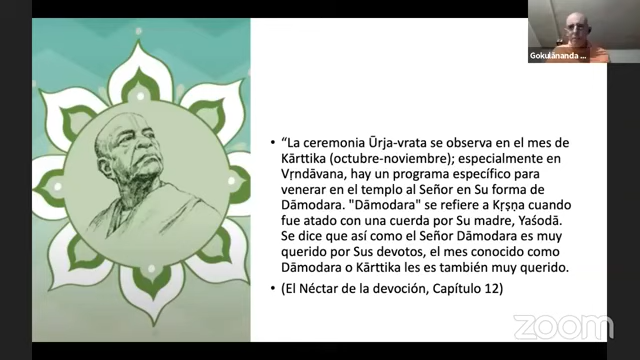 Gokulānanda ...
• “La ceremonia Ūrja-vrata se observa en el mes de
Kārttika (octubre-noviembre); especialmente en
Vṛndāvana, hay un programa específico para
venerar en el templo al Señor en Su forma de
Dāmodara. "Dāmodara" se refiere a Kṛṣṇa cuando
fue atado con una cuerda por Su madre, Yaśodā.
Se dice que así como el Señor Dāmodara es muy
querido por Sus devotos, el mes conocido como
Dāmodara o Kārttika les es también muy querido.
• (El Néctar de la devoción, Capítulo 12)
zoom